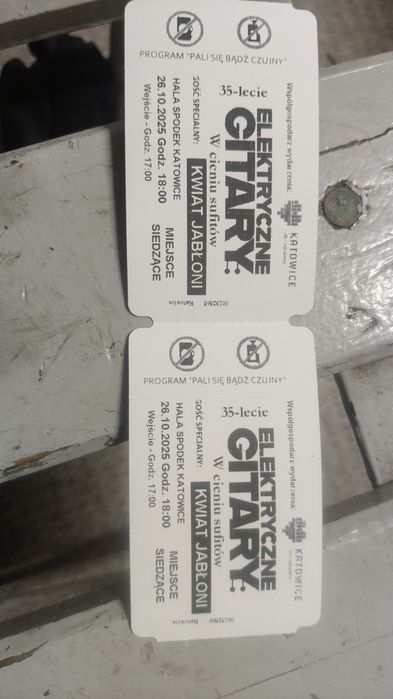 Współgospodarz wydarzenia:
KATOWICE
35-lecie
ELEKTRYCZNE
GITARY
W cieniu sufitów
GOŚĆ SPECJALNY:
KWIAT JABŁONI
HALA SPODEK KATOWICE
26.10.2025 Godz. 18:00
Wejście - Godz. 17:00
MIEJSCE
SIEDZĄCE
PROGRAM "PALI SIĘ BĄDŹ CZUJNY"
Katowice
Współgospodarz wydarzenia:
KATOWICE
35-lecie
ELEKTRYCZNE
GITARY
W cieniu sufitów
GOŚĆ SPECJALNY:
KWIAT JABŁONI
HALA SPODEK KATOWICE
26.10.2025 Godz. 18:00
Wejście - Godz. 17:00
MIEJSCE
SIEDZĄCE
PROGRAM "PALI SIĘ BĄDŹ CZUJNY"
Katowice